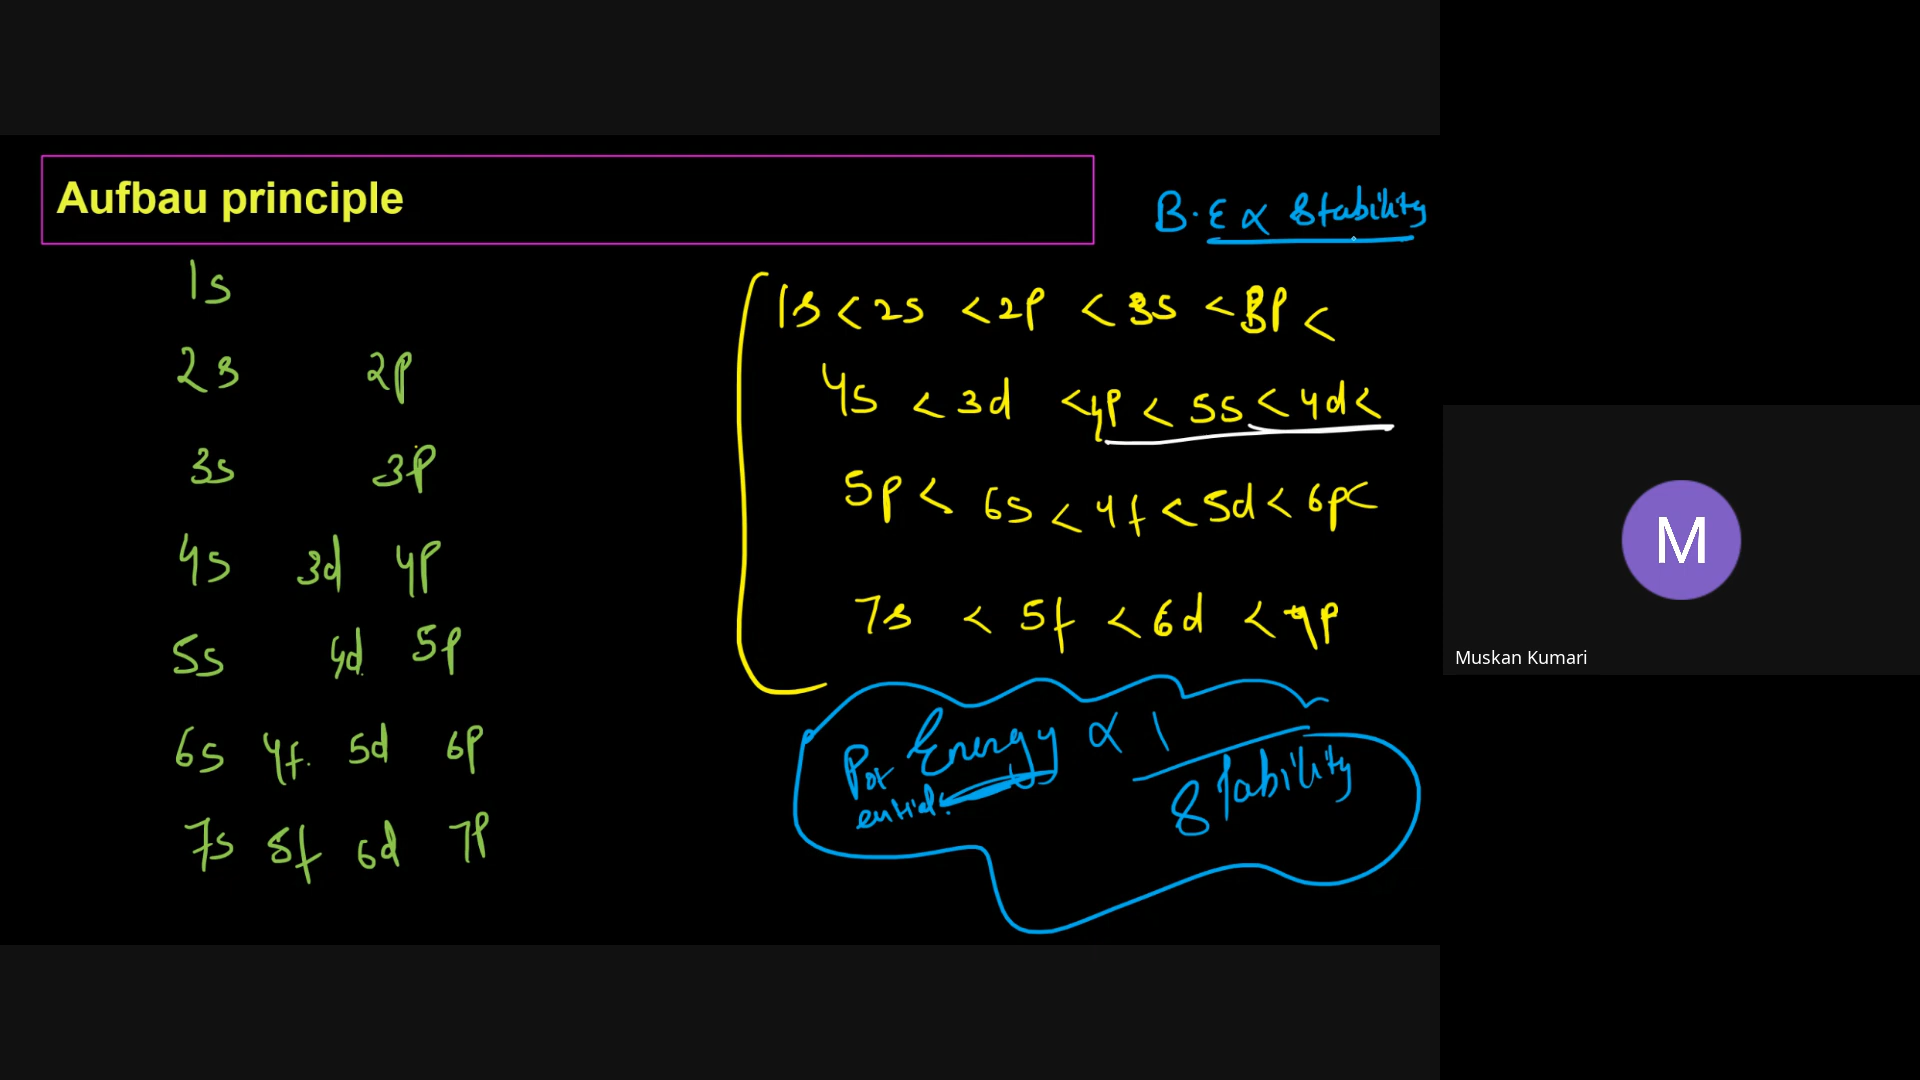 Aufbau principle
B.E ∝ Stability
1s
2s 2p
3s 3p
4s 3d 4p
5s 4d 5p
6s 4f. 5d 6p
7s 5f 6d 7p
1s < 2s < 2p < 3s < 3p <
4s < 3d < 4p < 5s < 4d <
5p < 6s < 4f < 5d < 6p <
7s < 5f < 6d < 7p
Potential Energy ∝ 1/Stability
M
Muskan Kumari